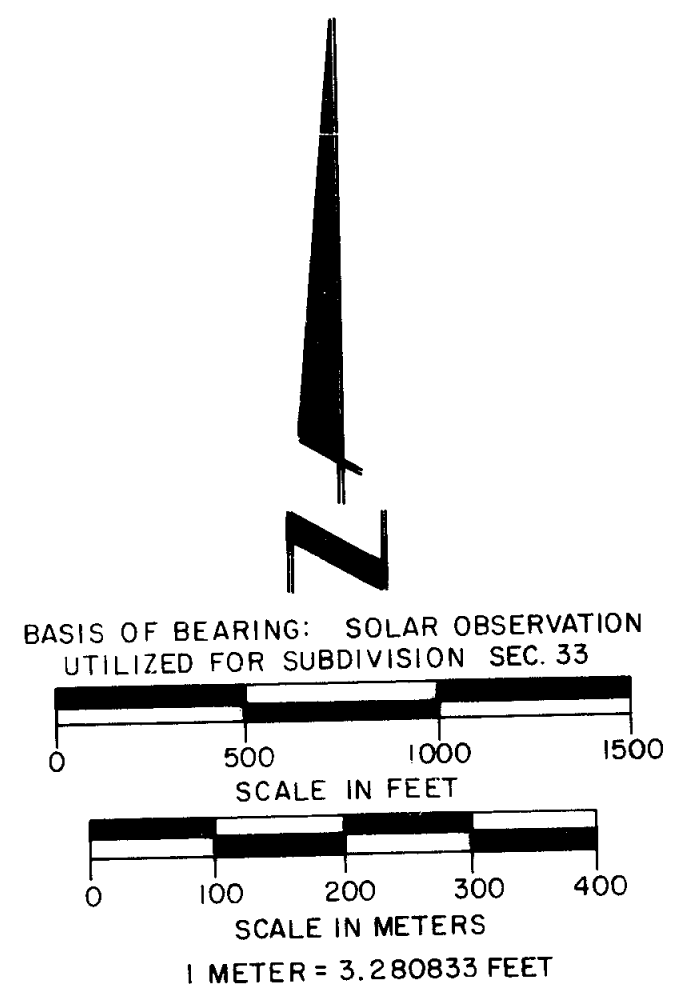 N
BASIS OF BEARING: SOLAR OBSERVATION
UTILIZED FOR SUBDIVISION SEC. 33
0 500 1000 1500
SCALE IN FEET
0 100 200 300 400
SCALE IN METERS
1 METER = 3.280833 FEET